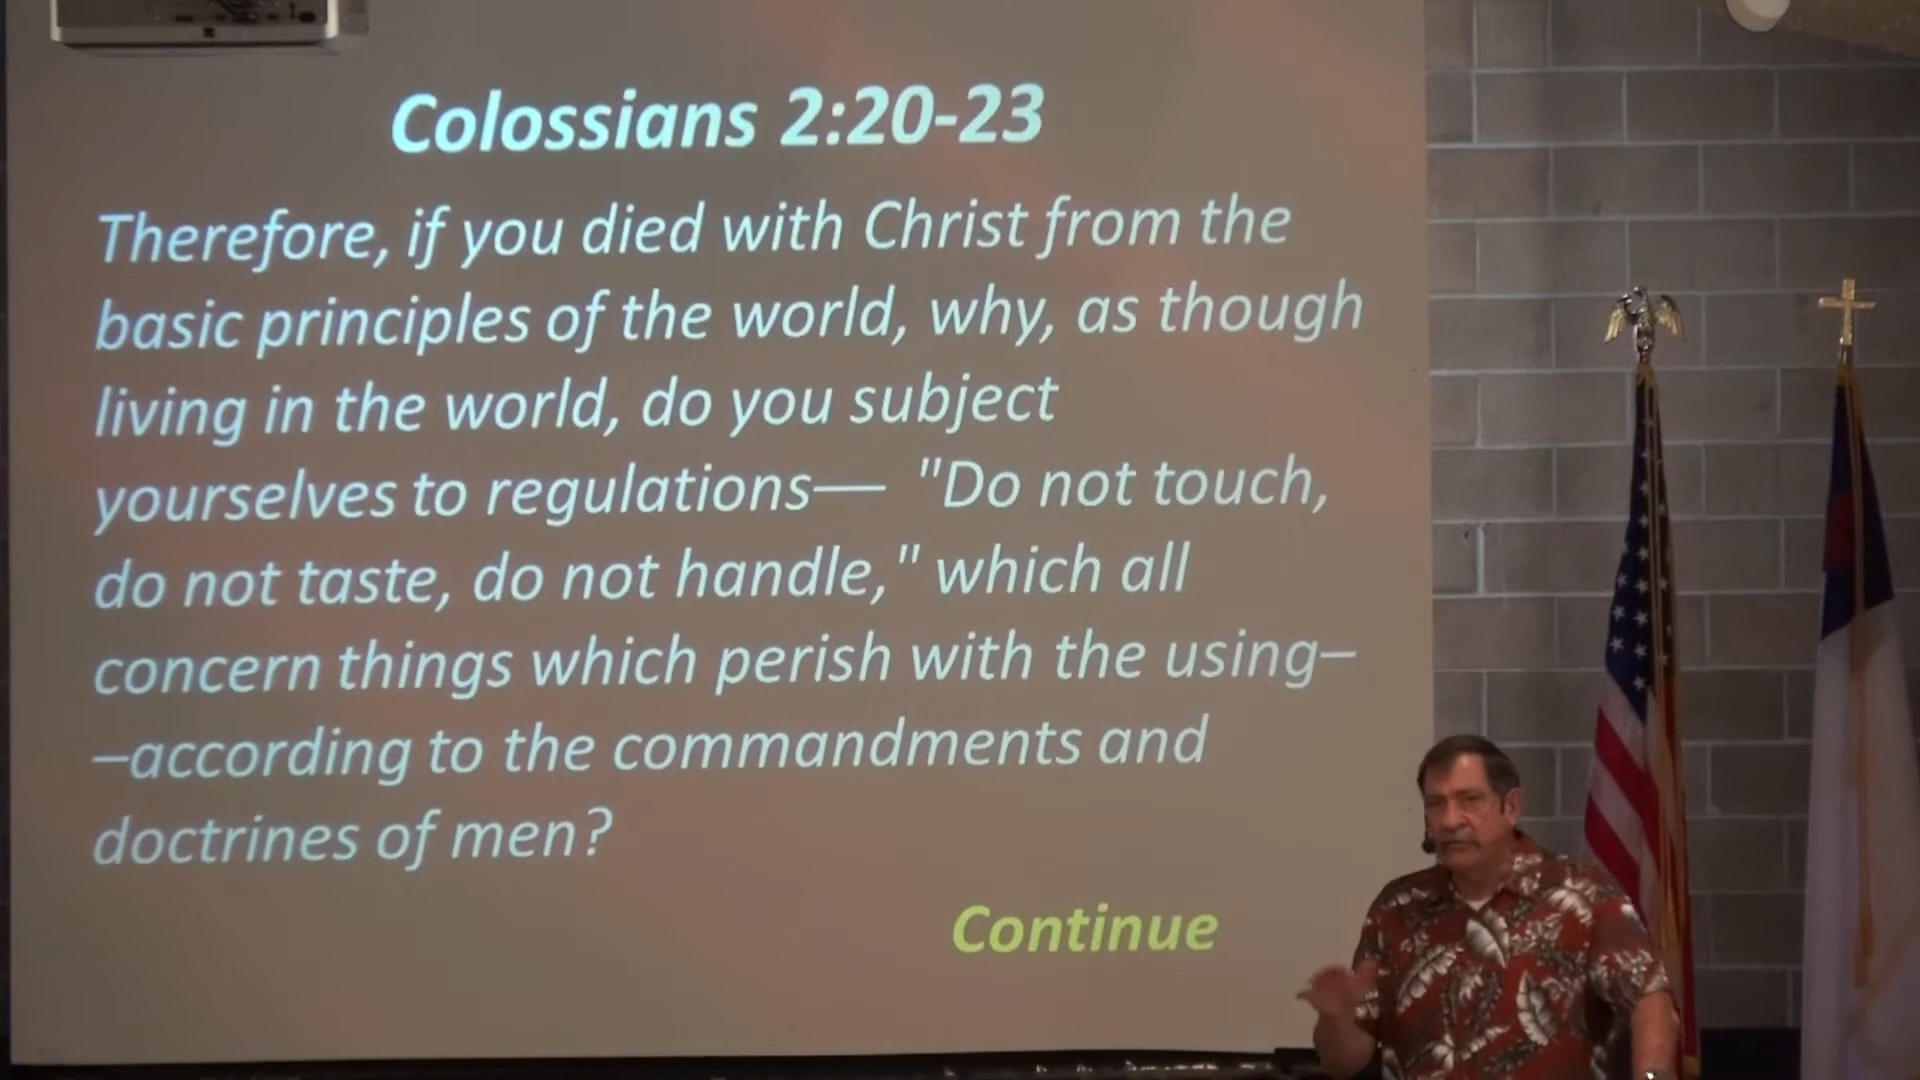 Colossians 2:20-23
Therefore, if you died with Christ from the
basic principles of the world, why, as though
living in the world, do you subject
yourselves to regulations— "Do not touch,
do not taste, do not handle," which all
concern things which perish with the using–
–according to the commandments and
doctrines of men?
Continue